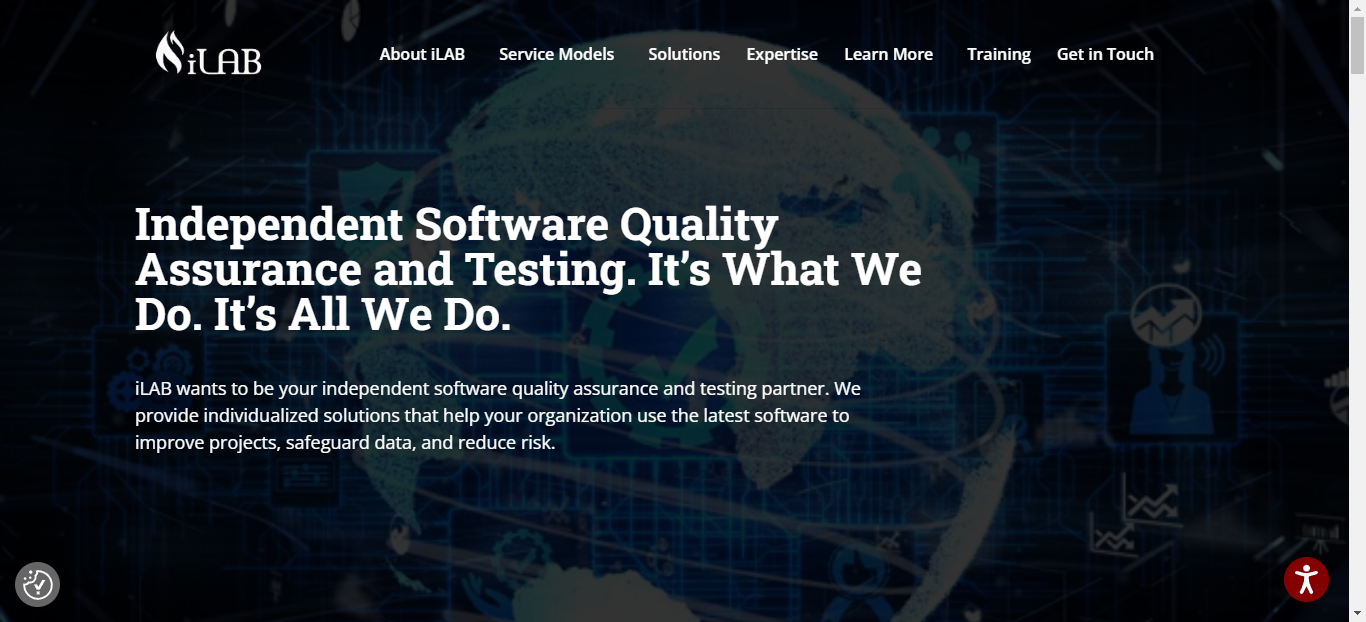 iLAB
About iLAB
Service Models
Solutions
Expertise
Learn More
Training
Get in Touch
Independent Software Quality
Assurance and Testing. It’s What We
Do. It’s All We Do.
iLAB wants to be your independent software quality assurance and testing partner. We
provide individualized solutions that help your organization use the latest software to
improve projects, safeguard data, and reduce risk.